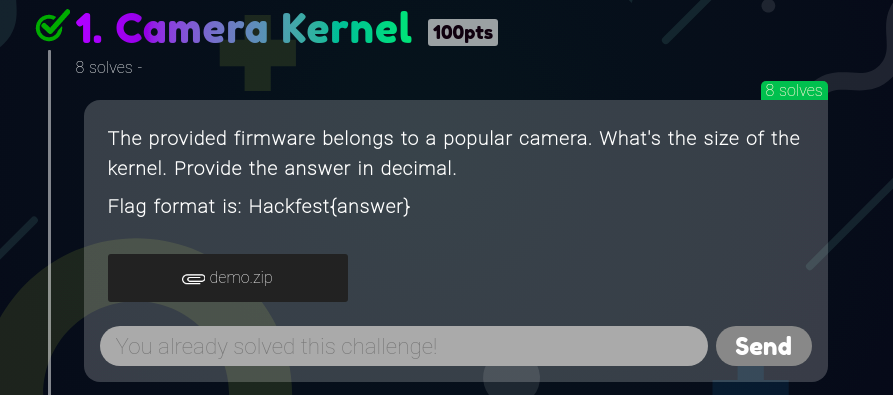 1. Camera Kernel 100pts
8 solves -
8 solves
The provided firmware belongs to a popular camera. What's the size of the
kernel. Provide the answer in decimal.
Flag format is: Hackfest{answer}
demo.zip
You already solved this challenge! Send